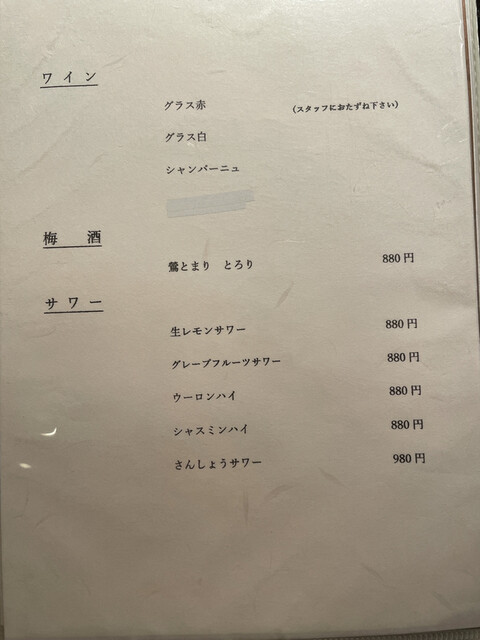 ワイン
グラス赤 (スタッフにおたずね下さい)
グラス白
シャンパーニュ
梅 酒
鶯とまり とろり 880円
サワー
生レモンサワー 880円
グレープフルーツサワー 880円
ウーロンハイ 880円
シャスミンハイ 880円
さんしょうサワー 980円